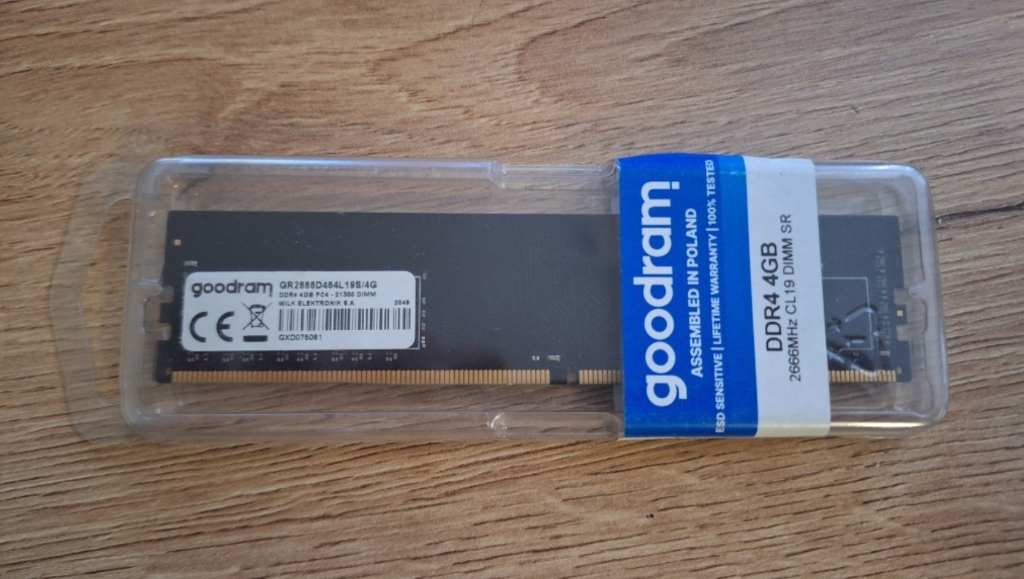 goodram
GR2666D464L19S/4G
DDR4 4GB PC4 - 21300 DIMM
WILK ELEKTRONIK S.A. 2049
CE
GXD075061
goodram
ASSEMBLED IN POLAND
ESD SENSITIVE | LIFETIME WARRANTY | 100% TESTED
DDR4 4GB
2666MHz CL19 DIMM SR